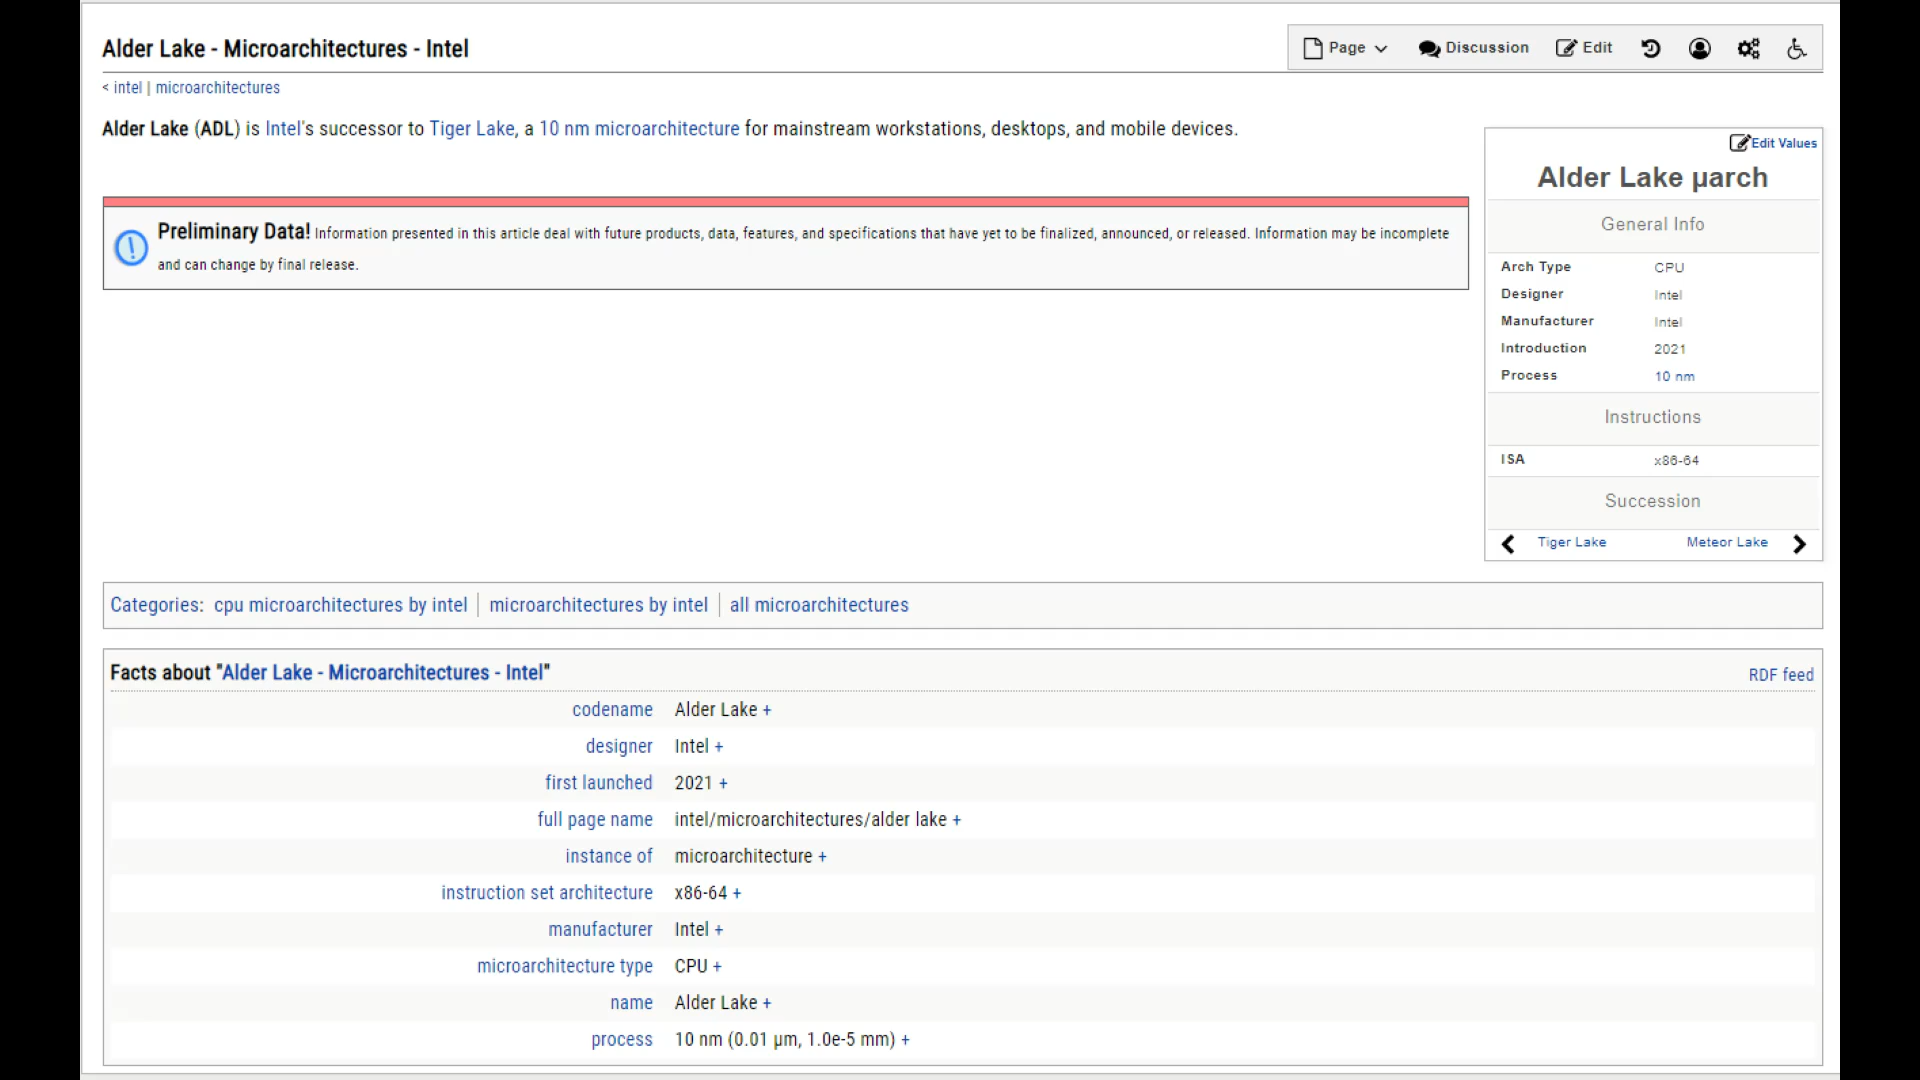 Alder Lake - Microarchitectures - Intel
Page
Discussion
Edit
< intel | microarchitectures
Alder Lake (ADL) is Intel's successor to Tiger Lake, a 10 nm microarchitecture for mainstream workstations, desktops, and mobile devices.
Preliminary Data! Information presented in this article deal with future products, data, features, and specifications that have yet to be finalized, announced, or released. Information may be incomplete
and can change by final release.
Edit Values
Alder Lake µarch
General Info
Arch Type CPU
Designer Intel
Manufacturer Intel
Introduction 2021
Process 10 nm
Instructions
ISA x86-64
Succession
Tiger Lake Meteor Lake
Categories: cpu microarchitectures by intel | microarchitectures by intel | all microarchitectures
Facts about "Alder Lake - Microarchitectures - Intel" RDF feed
codename Alder Lake +
designer Intel +
first launched 2021 +
full page name intel/microarchitectures/alder lake +
instance of microarchitecture +
instruction set architecture x86-64 +
manufacturer Intel +
microarchitecture type CPU +
name Alder Lake +
process 10 nm (0.01 μm, 1.0e-5 mm) +